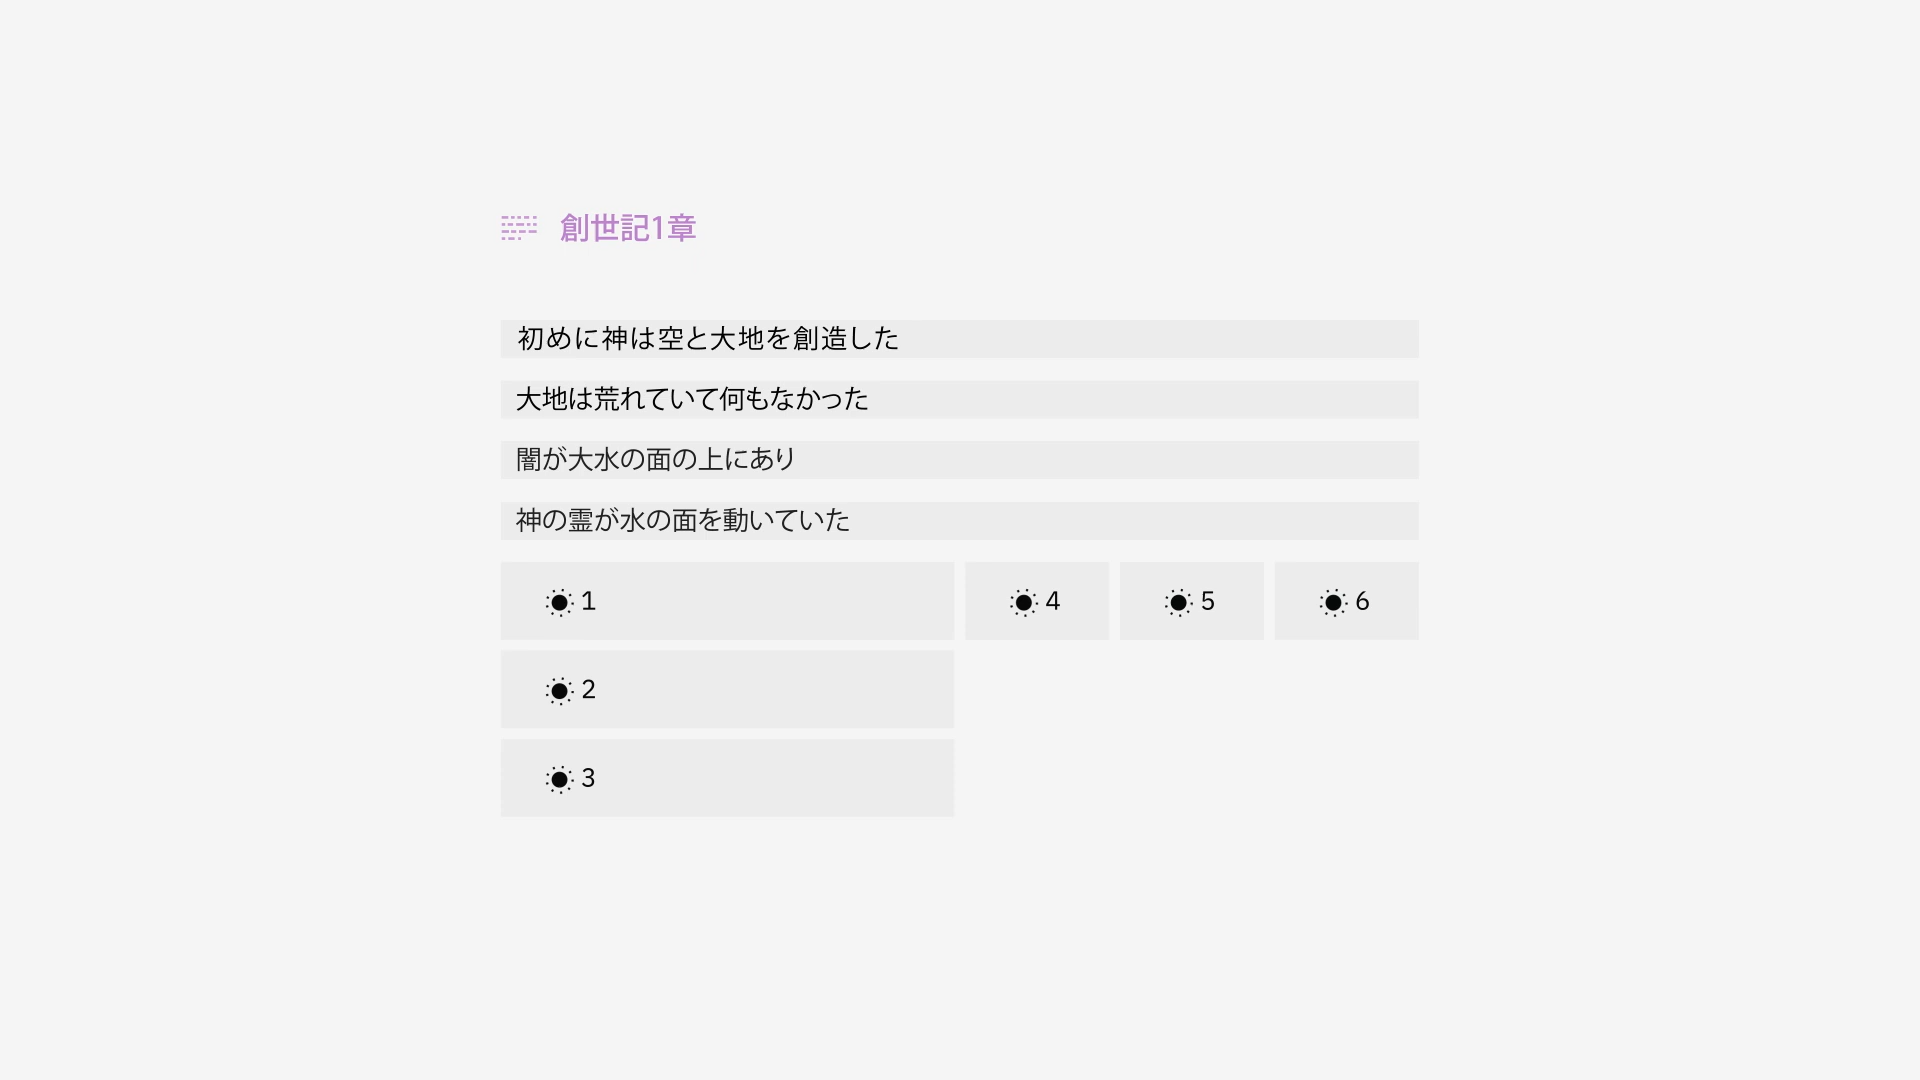 創世記1章
初めに神は空と大地を創造した
大地は荒れていて何もなかった
闇が大水の面の上にあり
神の霊が水の面を動いていた
1 4 5 6
2
3